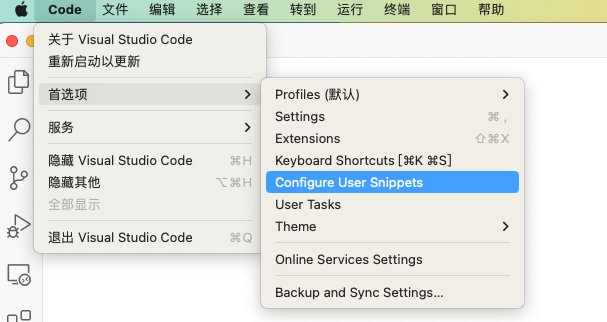 Code 文件 编辑 选择 查看 转到 运行 终端 窗口 帮助
关于 Visual Studio Code
重新启动以更新
首选项
服务
隐藏 Visual Studio Code ⌘H
隐藏其他 ⌥⌘H
全部显示
退出 Visual Studio Code ⌘Q
Profiles (默认)
Settings ⌘ ,
Extensions ⇧⌘X
Keyboard Shortcuts [⌘K ⌘S]
Configure User Snippets
User Tasks
Theme
Online Services Settings
Backup and Sync Settings...